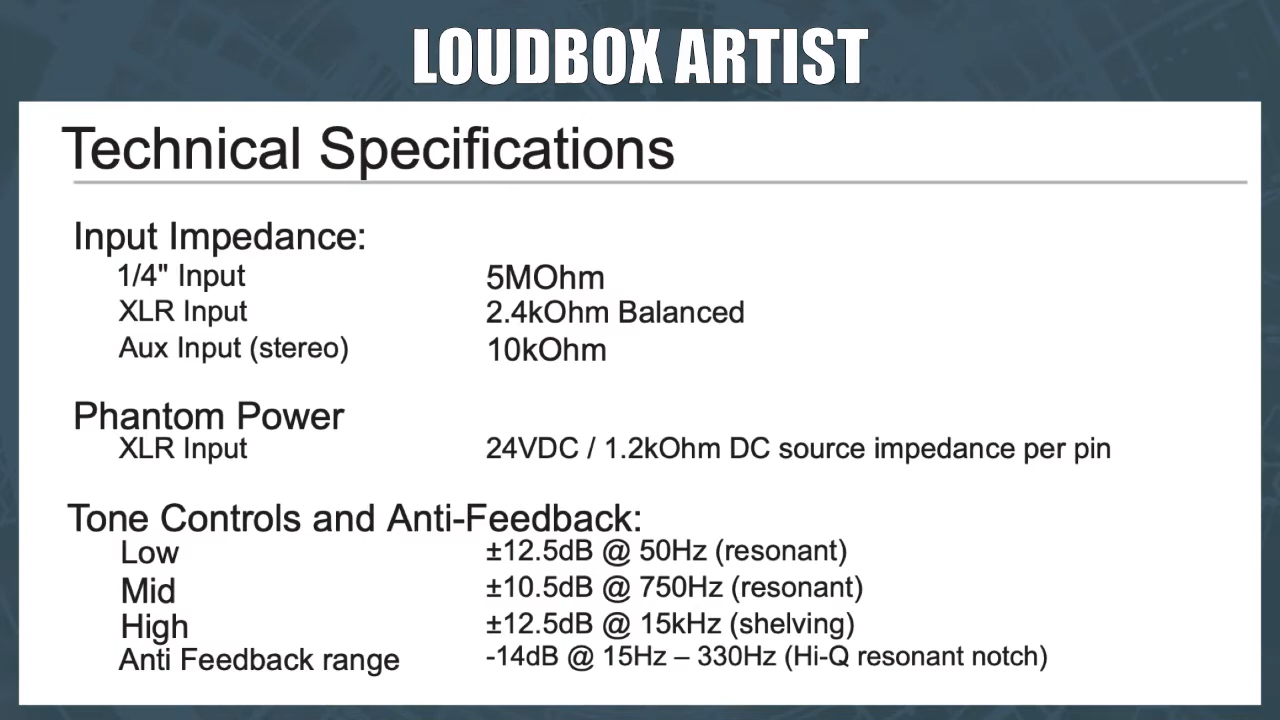 LOUDBOX ARTIST
Technical Specifications
Input Impedance:
1/4" Input 5MOhm
XLR Input 2.4kOhm Balanced
Aux Input (stereo) 10kOhm
Phantom Power
XLR Input 24VDC / 1.2kOhm DC source impedance per pin
Tone Controls and Anti-Feedback:
Low ±12.5dB @ 50Hz (resonant)
Mid ±10.5dB @ 750Hz (resonant)
High ±12.5dB @ 15kHz (shelving)
Anti Feedback range -14dB @ 15Hz – 330Hz (Hi-Q resonant notch)